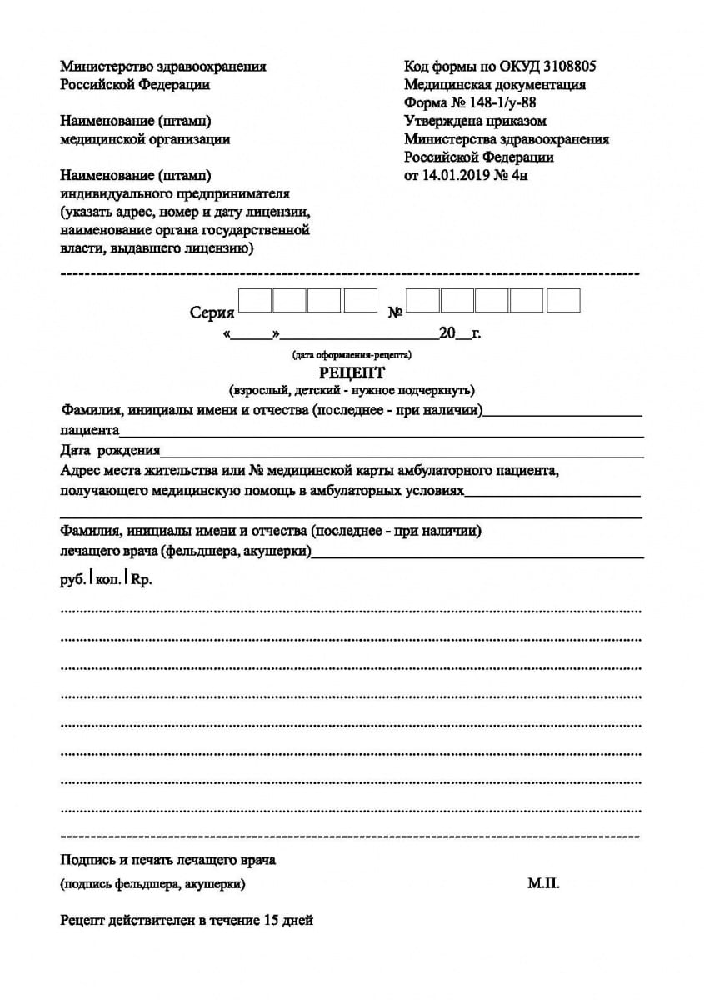 Министерство здравоохранения
Российской Федерации
Наименование (штамп)
медицинской организации
Наименование (штамп)
индивидуального предпринимателя
(указать адрес, номер и дату лицензии,
наименование органа государственной
власти, выдавшего лицензию)
Код формы по ОКУД 3108805
Медицинская документация
Форма № 148-1/у-88
Утверждена приказом
Министерства здравоохранения
Российской Федерации
от 14.01.2019 № 4н
Серия №
«_____»____________________20__г.
(дата оформления-рецепта)
РЕЦЕПТ
(взрослый, детский - нужное подчеркнуть)
Фамилия, инициалы имени и отчества (последнее - при наличии)
пациента
Дата рождения
Адрес места жительства или № медицинской карты амбулаторного пациента,
получающего медицинскую помощь в амбулаторных условиях
Фамилия, инициалы имени и отчества (последнее - при наличии)
лечащего врача (фельдшера, акушерки)
руб.|коп.|Rp.
Подпись и печать лечащего врача
(подпись фельдшера, акушерки) М.П.
Рецепт действителен в течение 15 дней